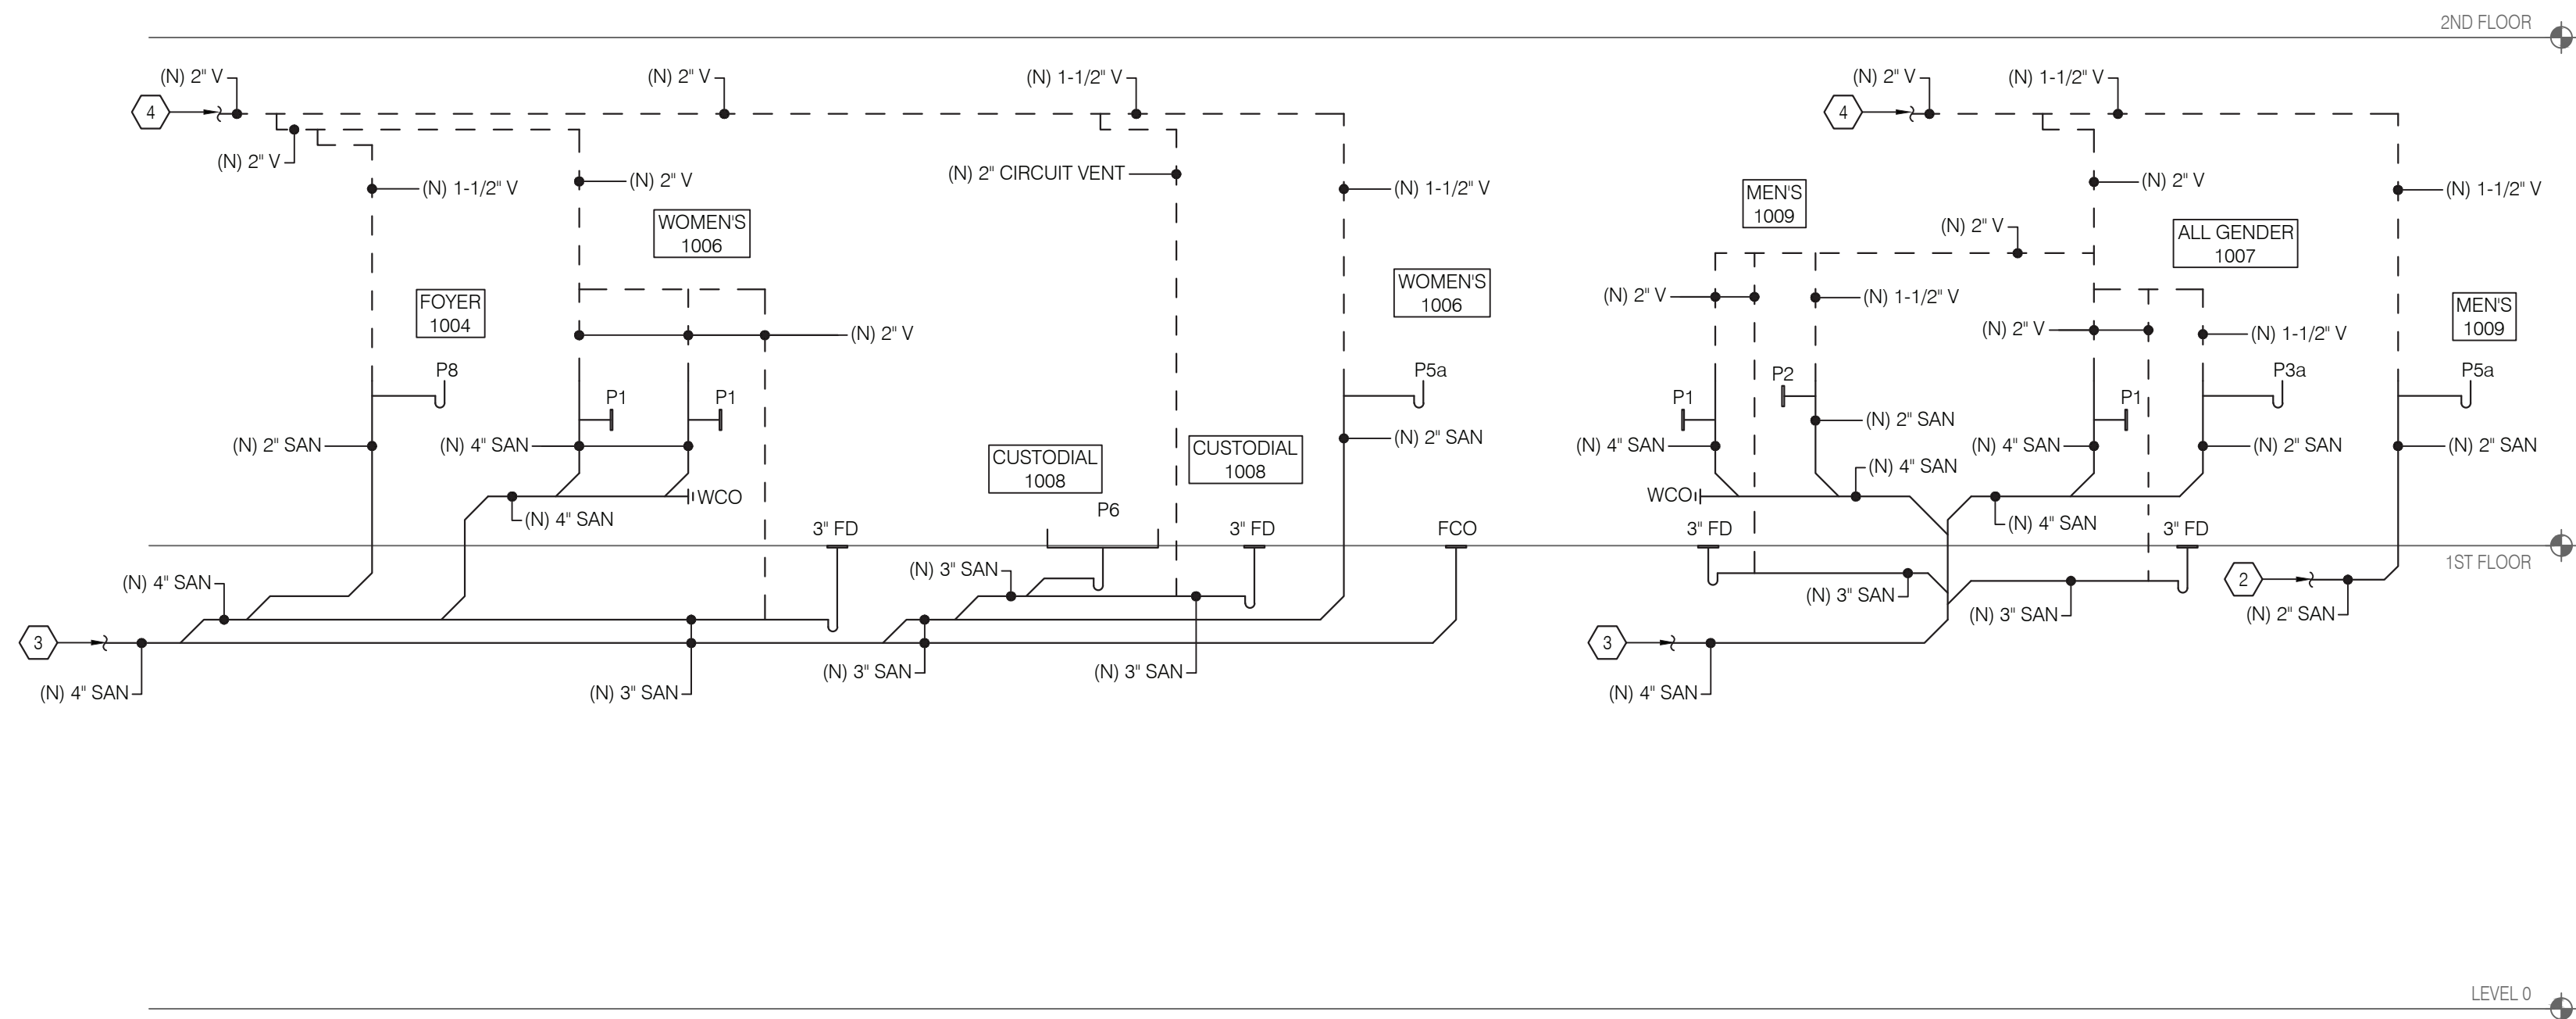 2ND FLOOR
(N) 2" V
(N) 2" V
(N) 1-1/2" V
(N) 2" V
(N) 1-1/2" V
4
4
(N) 2" V
(N) 1-1/2" V
(N) 2" V
(N) 2" CIRCUIT VENT
(N) 1-1/2" V
(N) 2" V
(N) 1-1/2" V
MEN'S
1009
WOMEN'S
1006
(N) 2" V
ALL GENDER
1007
FOYER
1004
WOMEN'S
1006
(N) 2" V
(N) 1-1/2" V
MEN'S
1009
(N) 2" V
(N) 2" V
(N) 1-1/2" V
P8
P5a
P2
P3a
P5a
P1
P1
P1
P1
(N) 2" SAN
(N) 4" SAN
CUSTODIAL
1008
CUSTODIAL
1008
(N) 2" SAN
(N) 4" SAN
(N) 2" SAN
(N) 4" SAN
(N) 2" SAN
(N) 2" SAN
(N) 4" SAN
WCO
WCO
(N) 4" SAN
P6
(N) 4" SAN
3" FD
3" FD
FCO
3" FD
3" FD
1ST FLOOR
(N) 4" SAN
(N) 3" SAN
2
(N) 3" SAN
(N) 3" SAN
(N) 2" SAN
3
3
(N) 3" SAN
(N) 3" SAN
(N) 4" SAN
(N) 3" SAN
(N) 4" SAN
LEVEL 0